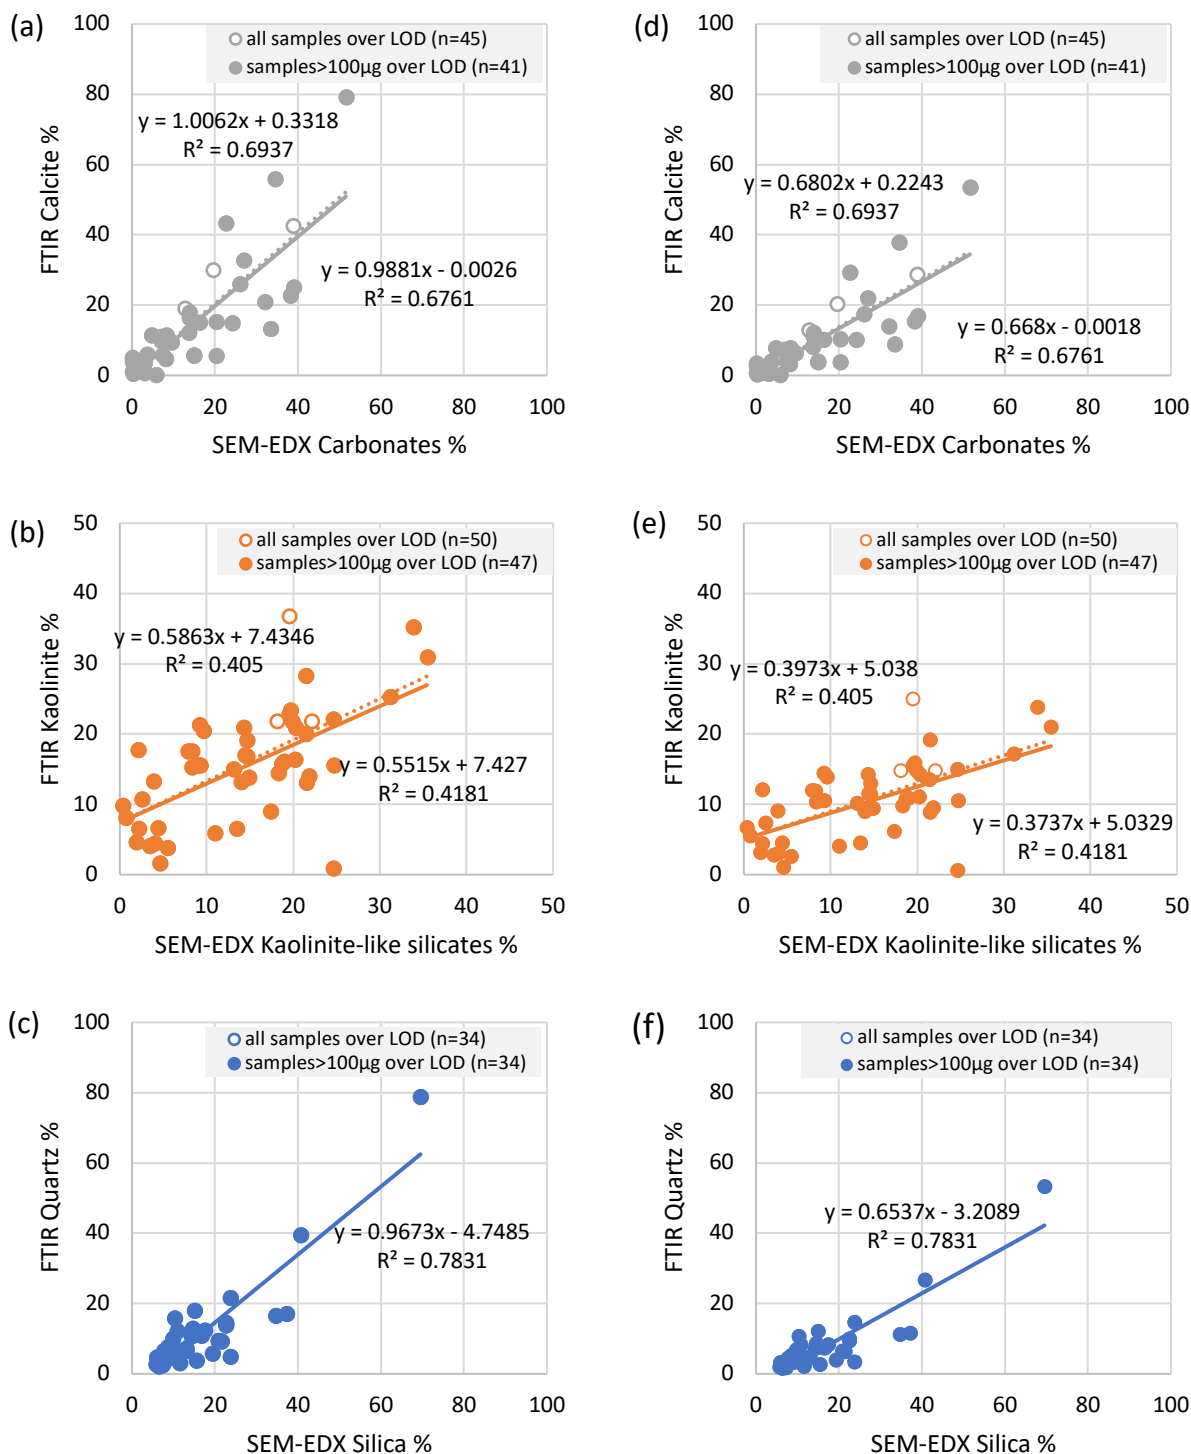 (a)
100
80
60
40
20
0
FTIR Calcite %
all samples over LOD (n=45)
samples>100µg over LOD (n=41)
y = 1.0062x + 0.3318
R² = 0.6937
y = 0.9881x - 0.0026
R² = 0.6761
0 20 40 60 80 100
SEM-EDX Carbonates %
(d)
100
80
60
40
20
0
FTIR Calcite %
all samples over LOD (n=45)
samples>100µg over LOD (n=41)
y = 0.6802x + 0.2243
R² = 0.6937
y = 0.668x - 0.0018
R² = 0.6761
0 20 40 60 80 100
SEM-EDX Carbonates %
(b)
50
40
30
20
10
0
FTIR Kaolinite %
all samples over LOD (n=50)
samples>100µg over LOD (n=47)
y = 0.5863x + 7.4346
R² = 0.405
y = 0.5515x + 7.427
R² = 0.4181
0 10 20 30 40 50
SEM-EDX Kaolinite-like silicates %
(e)
50
40
30
20
10
0
FTIR Kaolinite %
all samples over LOD (n=50)
samples>100µg over LOD (n=47)
y = 0.3973x + 5.038
R² = 0.405
y = 0.3737x + 5.0329
R² = 0.4181
0 10 20 30 40 50
SEM-EDX Kaolinite-like silicates %
(c)
100
80
60
40
20
0
FTIR Quartz %
all samples over LOD (n=34)
samples>100µg over LOD (n=34)
y = 0.9673x - 4.7485
R² = 0.7831
0 20 40 60 80 100
SEM-EDX Silica %
(f)
100
80
60
40
20
0
FTIR Quartz %
all samples over LOD (n=34)
samples>100µg over LOD (n=34)
y = 0.6537x - 3.2089
R² = 0.7831
0 20 40 60 80 100
SEM-EDX Silica %